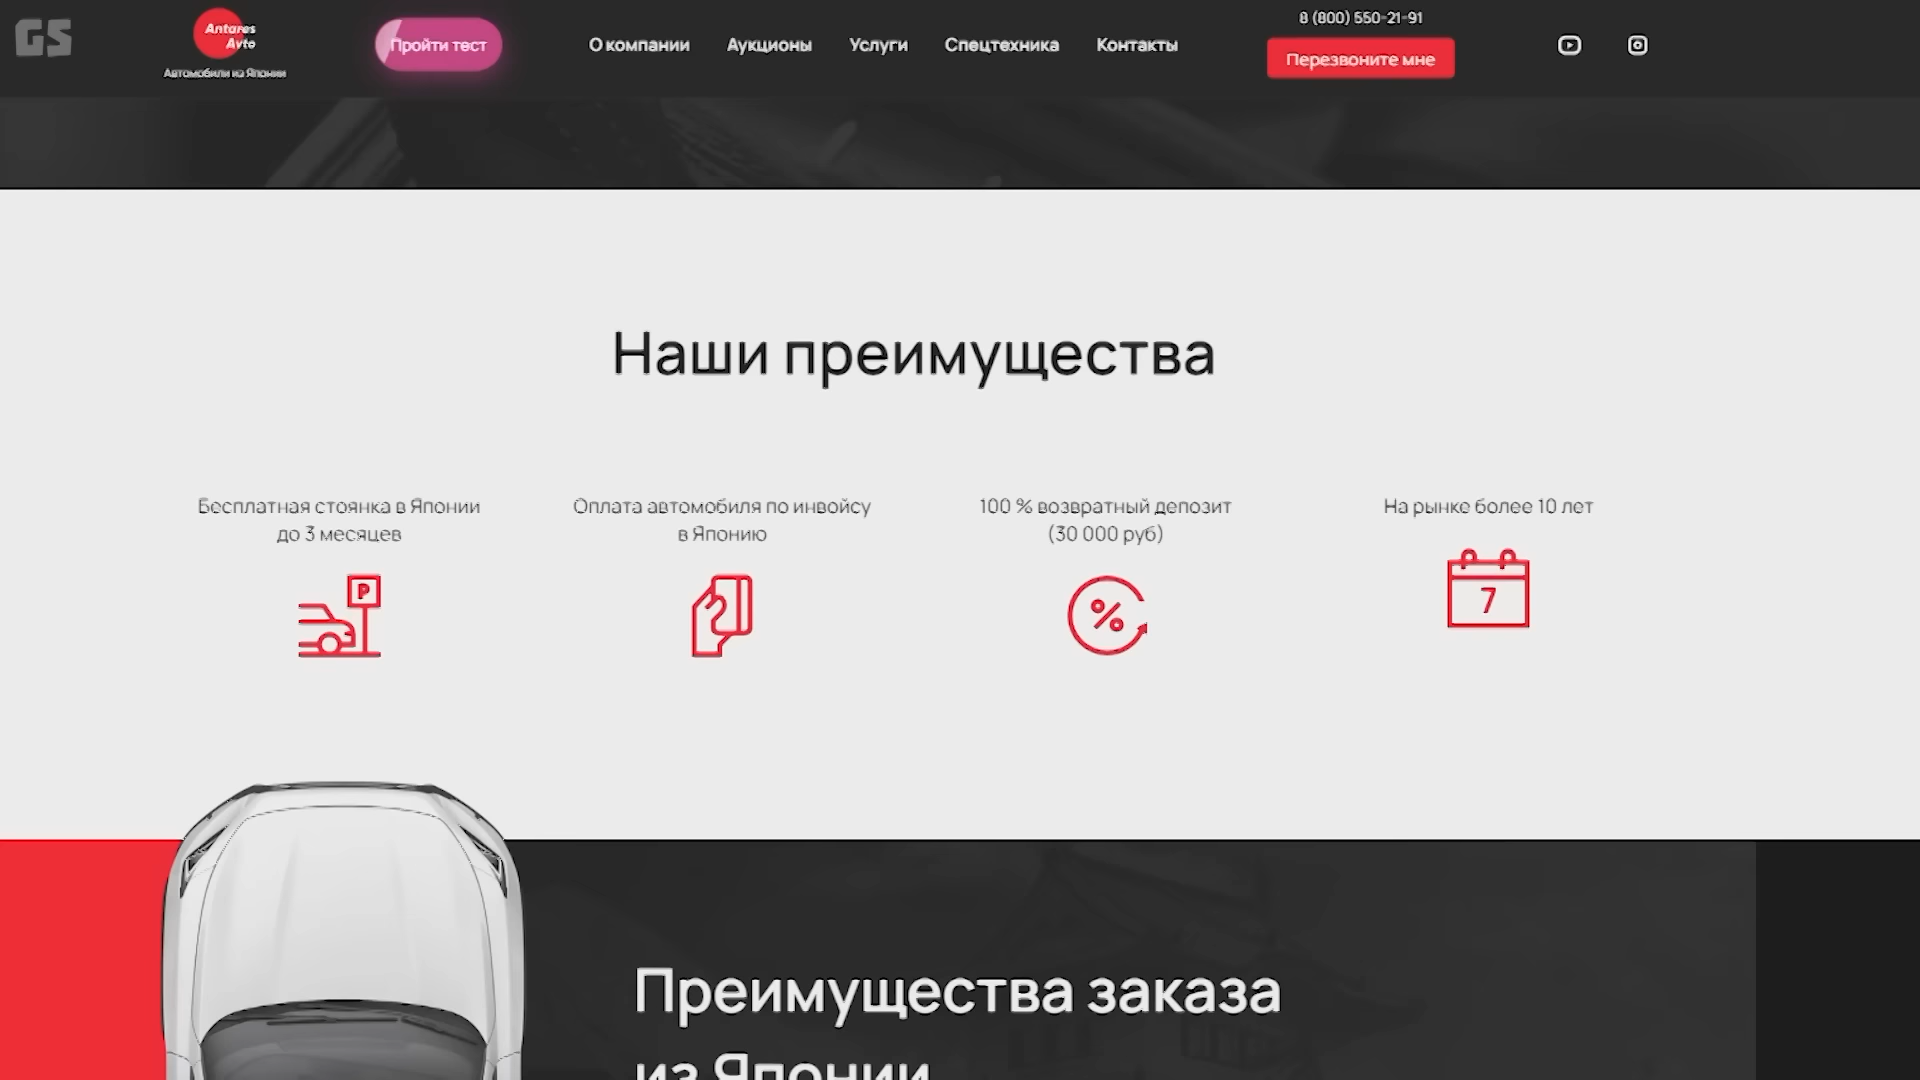 GS
Antares
Avto
Автомобили из Японии
Пройти тест
О компании
Аукционы
Услуги
Спецтехника
Контакты
8 (800) 550-21-91
Перезвоните мне
Наши преимущества
Бесплатная стоянка в Японии
до 3 месяцев
P
Оплата автомобиля по инвойсу
в Японию
100 % возвратный депозит
(30 000 руб)
%
На рынке более 10 лет
7
Преимущества заказа
из Японии